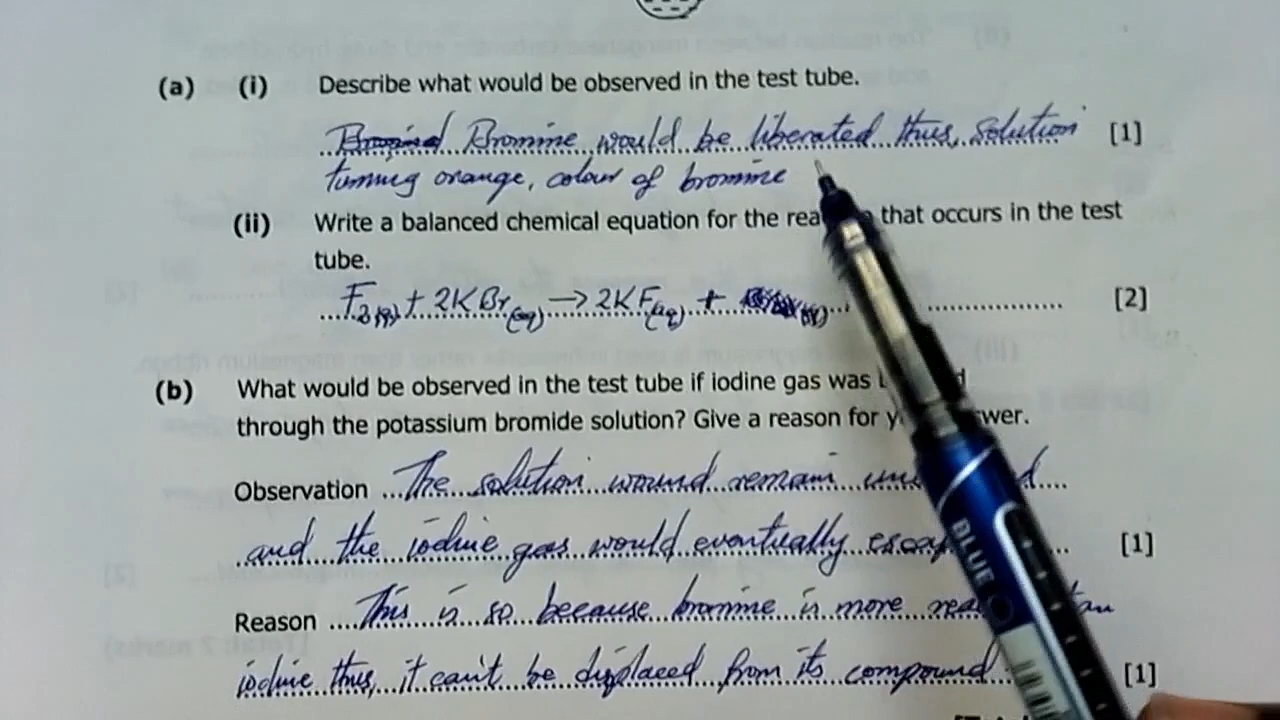 (a) (i) Describe what would be observed in the test tube.
Bromine would be liberated thus, solution [1]
turning orange, colour of bromine
(ii) Write a balanced chemical equation for the that occurs in the test
tube.
F2(g) + 2KBr(aq) → 2KF(aq) + [2]
(b) What would be observed in the test tube if iodine gas was
through the potassium bromide solution? Give a reason for
Observation The solution wound remain
and the iodine gas would eventually [1]
Reason This is so because bromine is more
iodine thus, it can't be displaced from its compound. [1]
BLUE